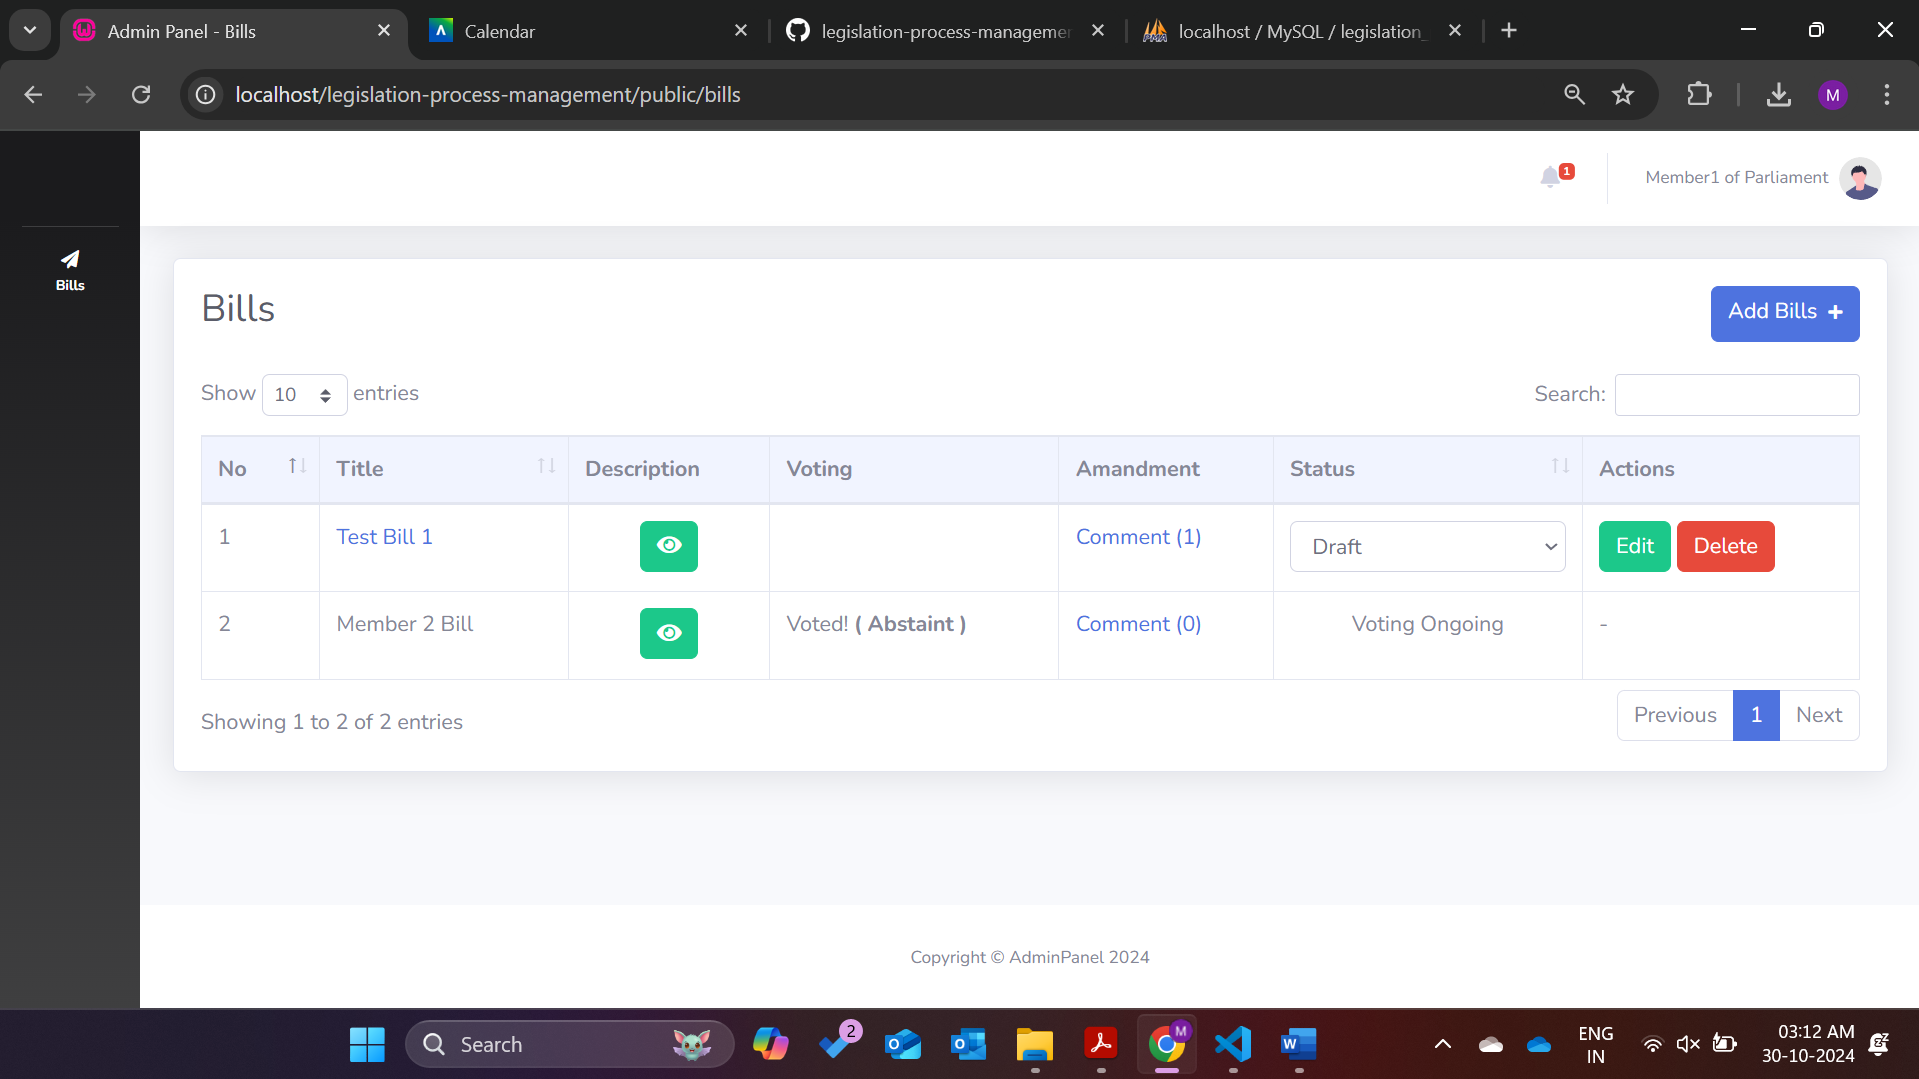 Admin Panel - Bills
Calendar
legislation-process-managemer
localhost / MySQL / legislation_
localhost/legislation-process-management/public/bills
M
1
Member1 of Parliament
Bills
Bills
Add Bills +
Show 10 entries
Search:
No Title Description Voting Amandment Status Actions
1 Test Bill 1 Comment (1) Draft Edit Delete
2 Member 2 Bill Voted! ( Abstaint ) Comment (0) Voting Ongoing -
Showing 1 to 2 of 2 entries
Previous 1 Next
Copyright © AdminPanel 2024
Search
2
M
ENG
IN
03:12 AM
30-10-2024